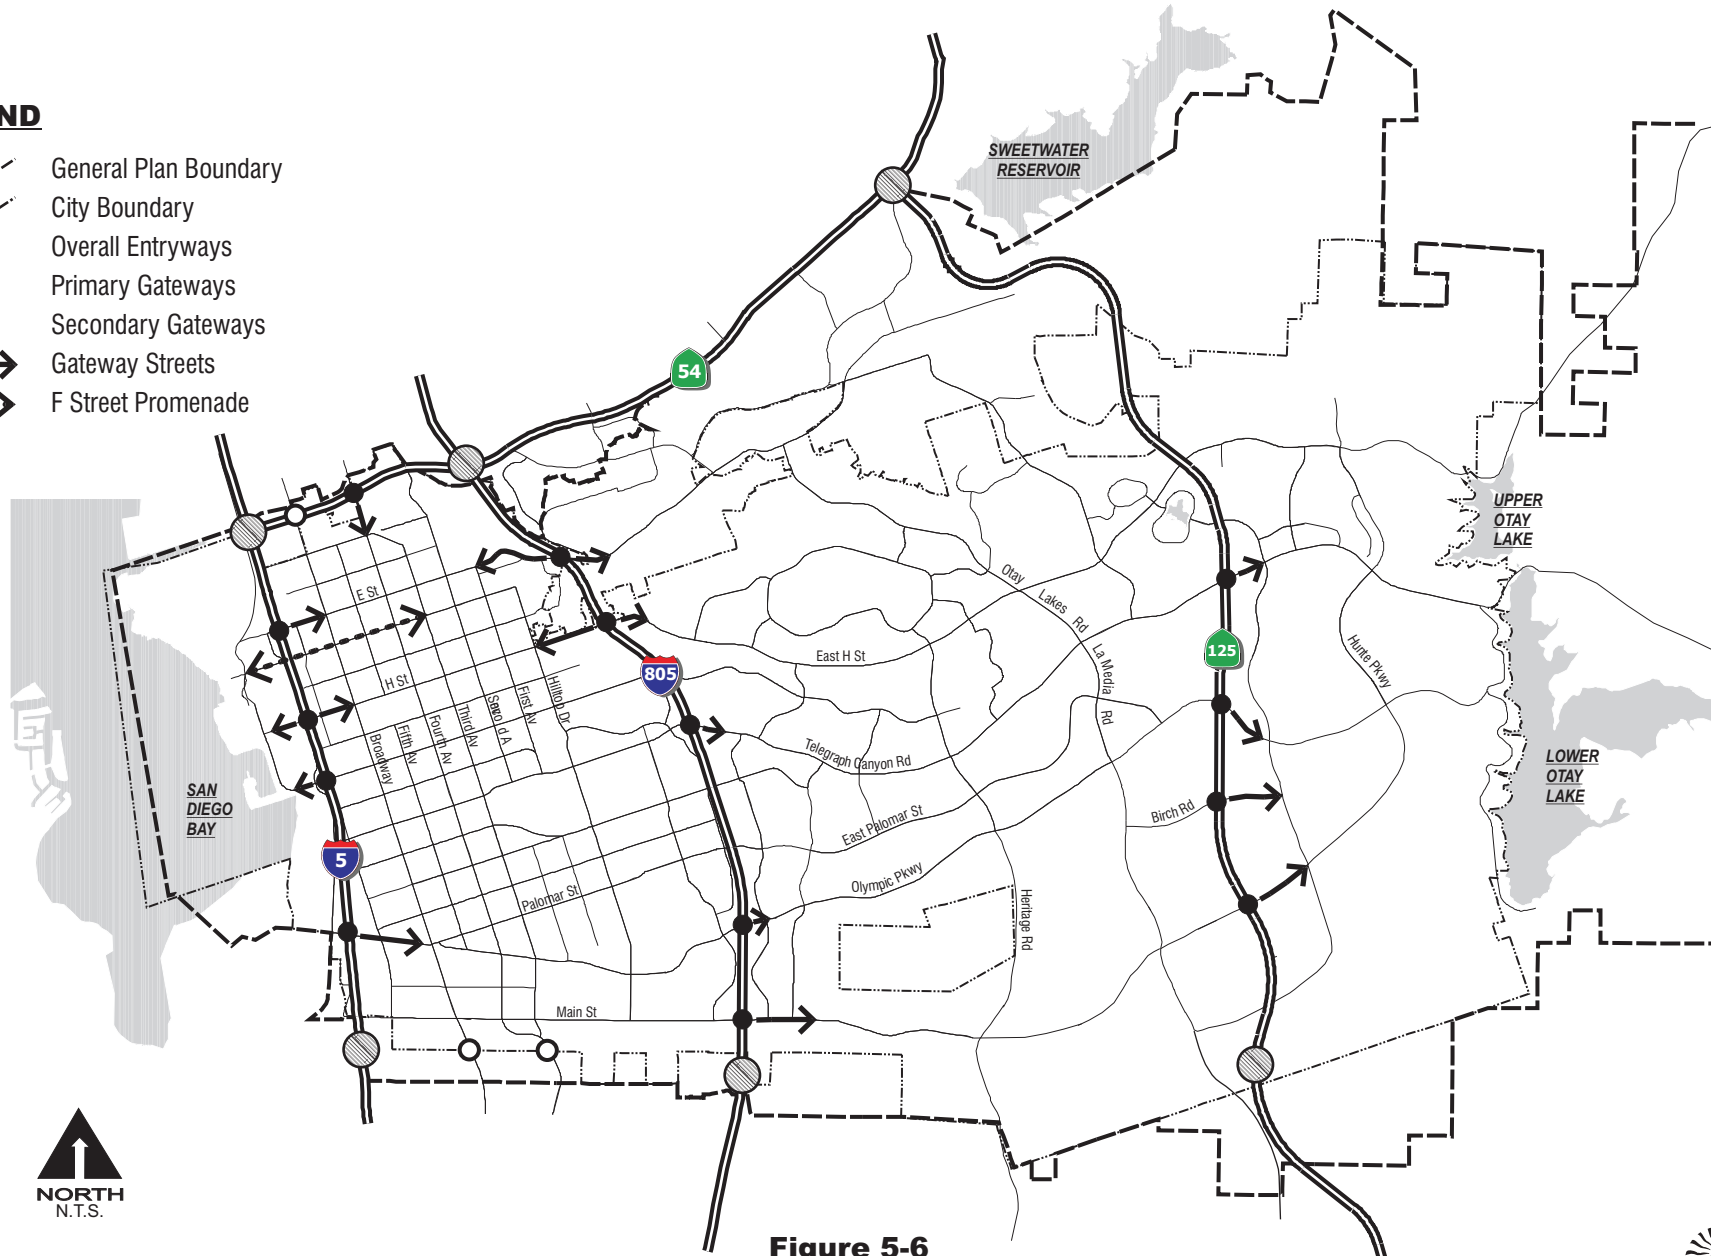 ND
General Plan Boundary
City Boundary
Overall Entryways
Primary Gateways
Secondary Gateways
Gateway Streets
F Street Promenade
SWEETWATER
RESERVOIR
54
UPPER
OTAY
LAKE
E St
Otay
Lakes
Rd
125
East H St
La Media
Rd
Hunte Pkwy
H St
805
Hilltop Dr
First Av
Third Av
Fourth Av
Fifth Av
Broadway
Telegraph Canyon Rd
SAN
DIEGO
BAY
LOWER
OTAY
LAKE
5
East Palomar St
Birch Rd
Olympic Pkwy
Palomar St
Heritage Rd
Main St
NORTH
N.T.S.
Figure 5-6